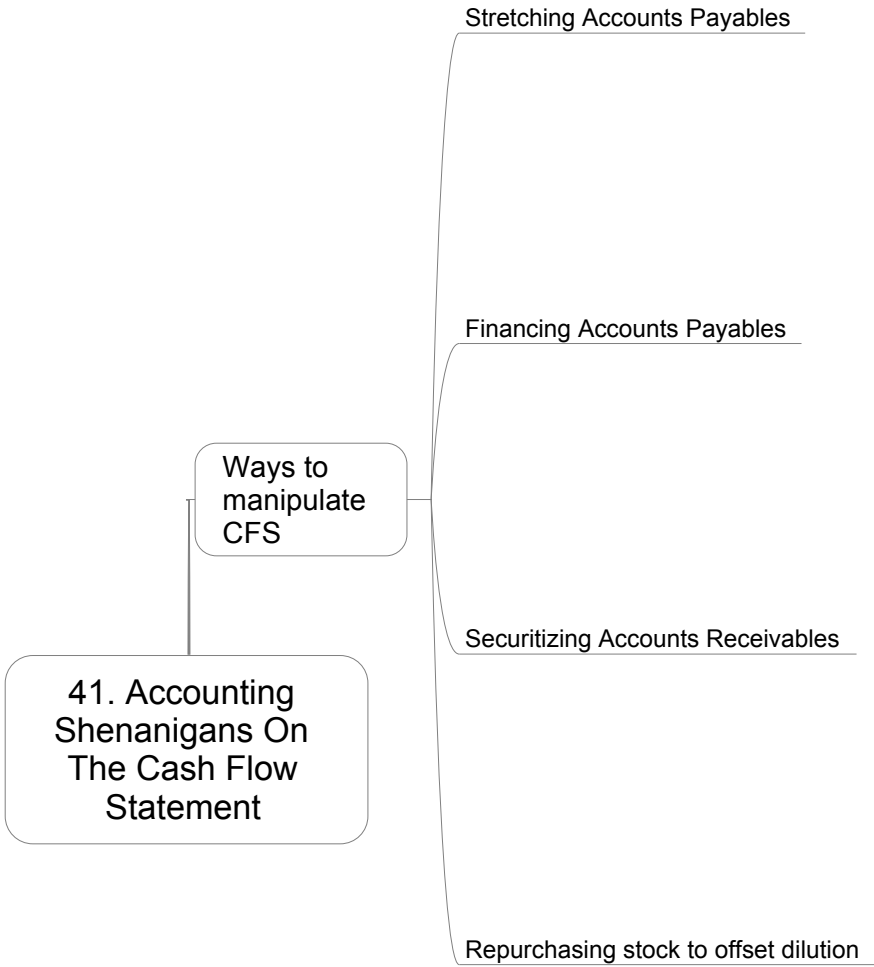 Stretching Accounts Payables
Financing Accounts Payables
Ways to
manipulate
CFS
Securitizing Accounts Receivables
41. Accounting
Shenanigans On
The Cash Flow
Statement
Repurchasing stock to offset dilution